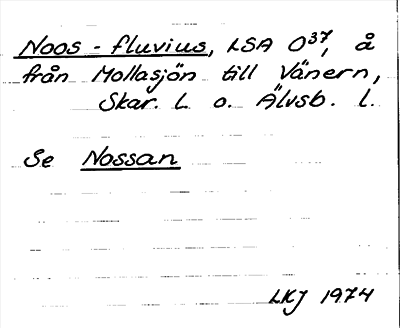 Noos-fluvius, LSA O³⁷, å
från Mollasjön till Vänern,
Skar. L. o. Älvsb. l.
Se Nossan
LKJ 1974